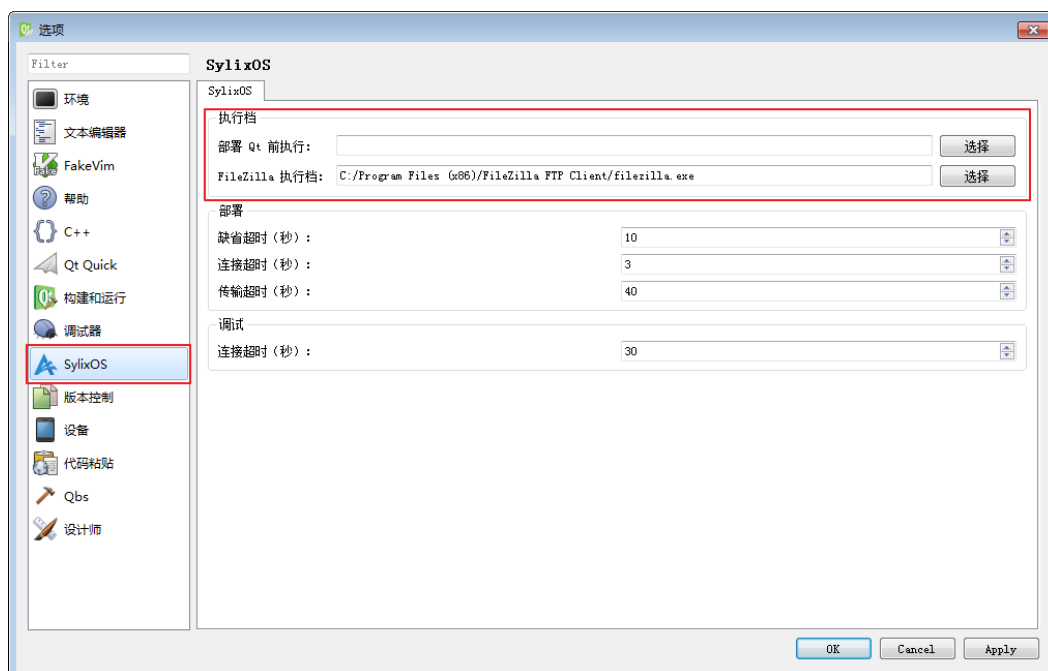 选项
Filter
环境
文本编辑器
FakeVim
帮助
C++
Qt Quick
构建和运行
调试器
SylixOS
版本控制
设备
代码粘贴
Qbs
设计师
SylixOS
SylixOS
执行档
部署 Qt 前执行: 选择
FileZilla 执行档: C:/Program Files (x86)/FileZilla FTP Client/filezilla.exe 选择
部署
缺省超时(秒): 10
连接超时(秒): 3
传输超时(秒): 40
调试
连接超时(秒): 30
OK Cancel Apply